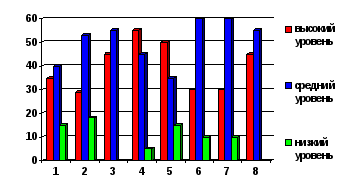 60
50
40
30
20
10
0
1 2 3 4 5 6 7 8
высокий
уровень
средний
уровень
низкий
уровень